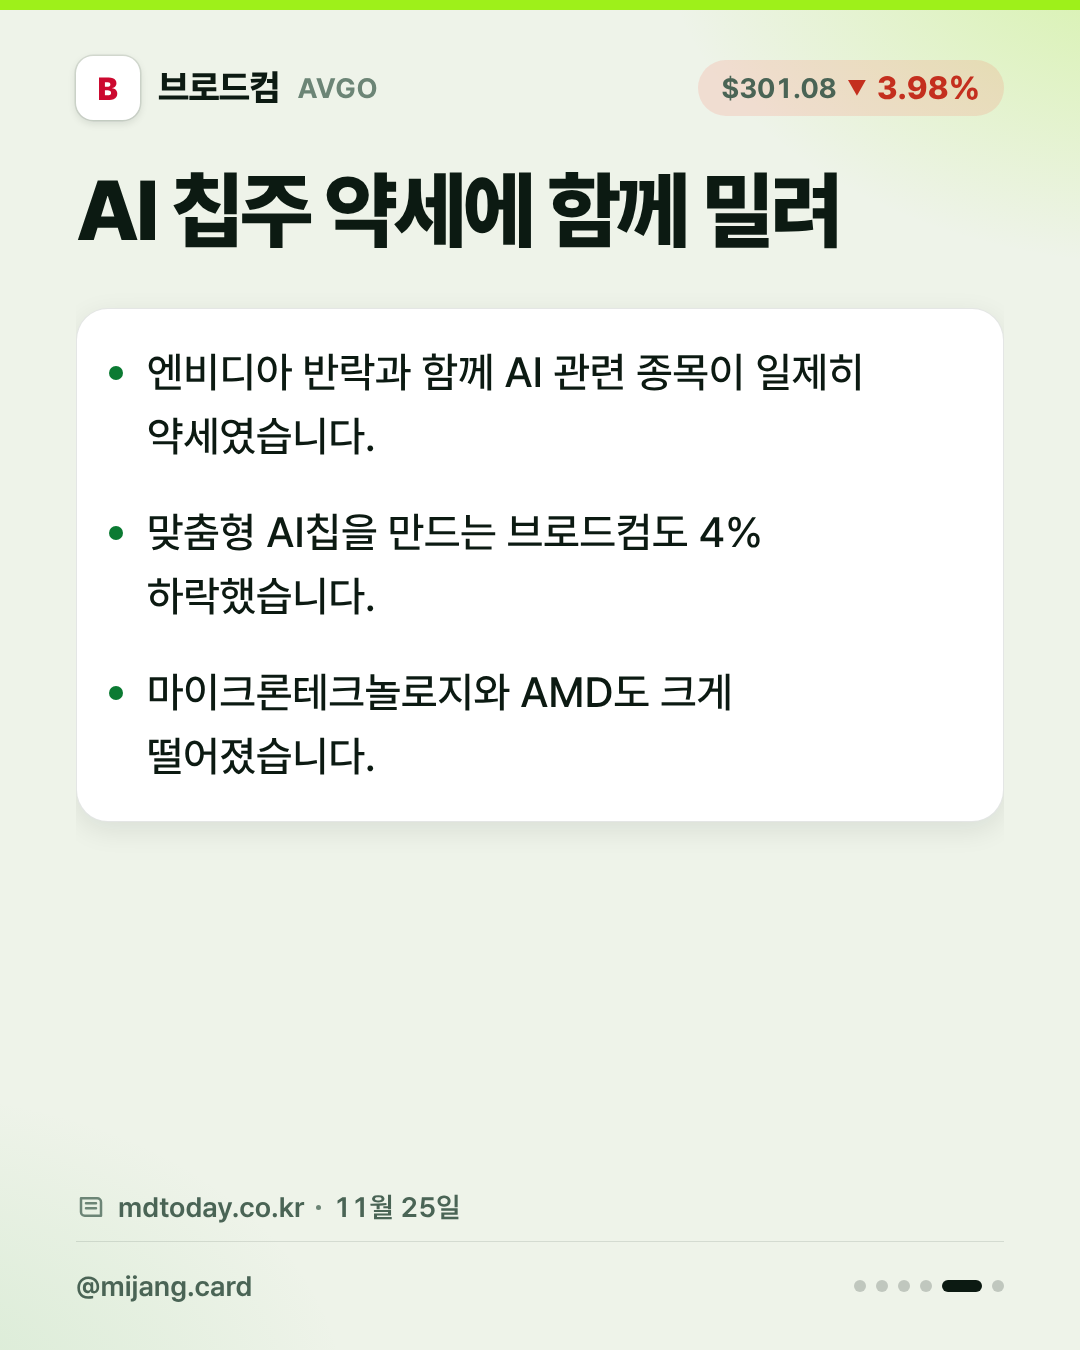 B 브로드컴 AVGO $301.08 ▼ 3.98%
AI 칩주 약세에 함께 밀려
• 엔비디아 반락과 함께 AI 관련 종목이 일제히
약세였습니다.
• 맞춤형 AI칩을 만드는 브로드컴도 4%
하락했습니다.
• 마이크론테크놀로지와 AMD도 크게
떨어졌습니다.
mdtoday.co.kr · 11월 25일
@mijang.card